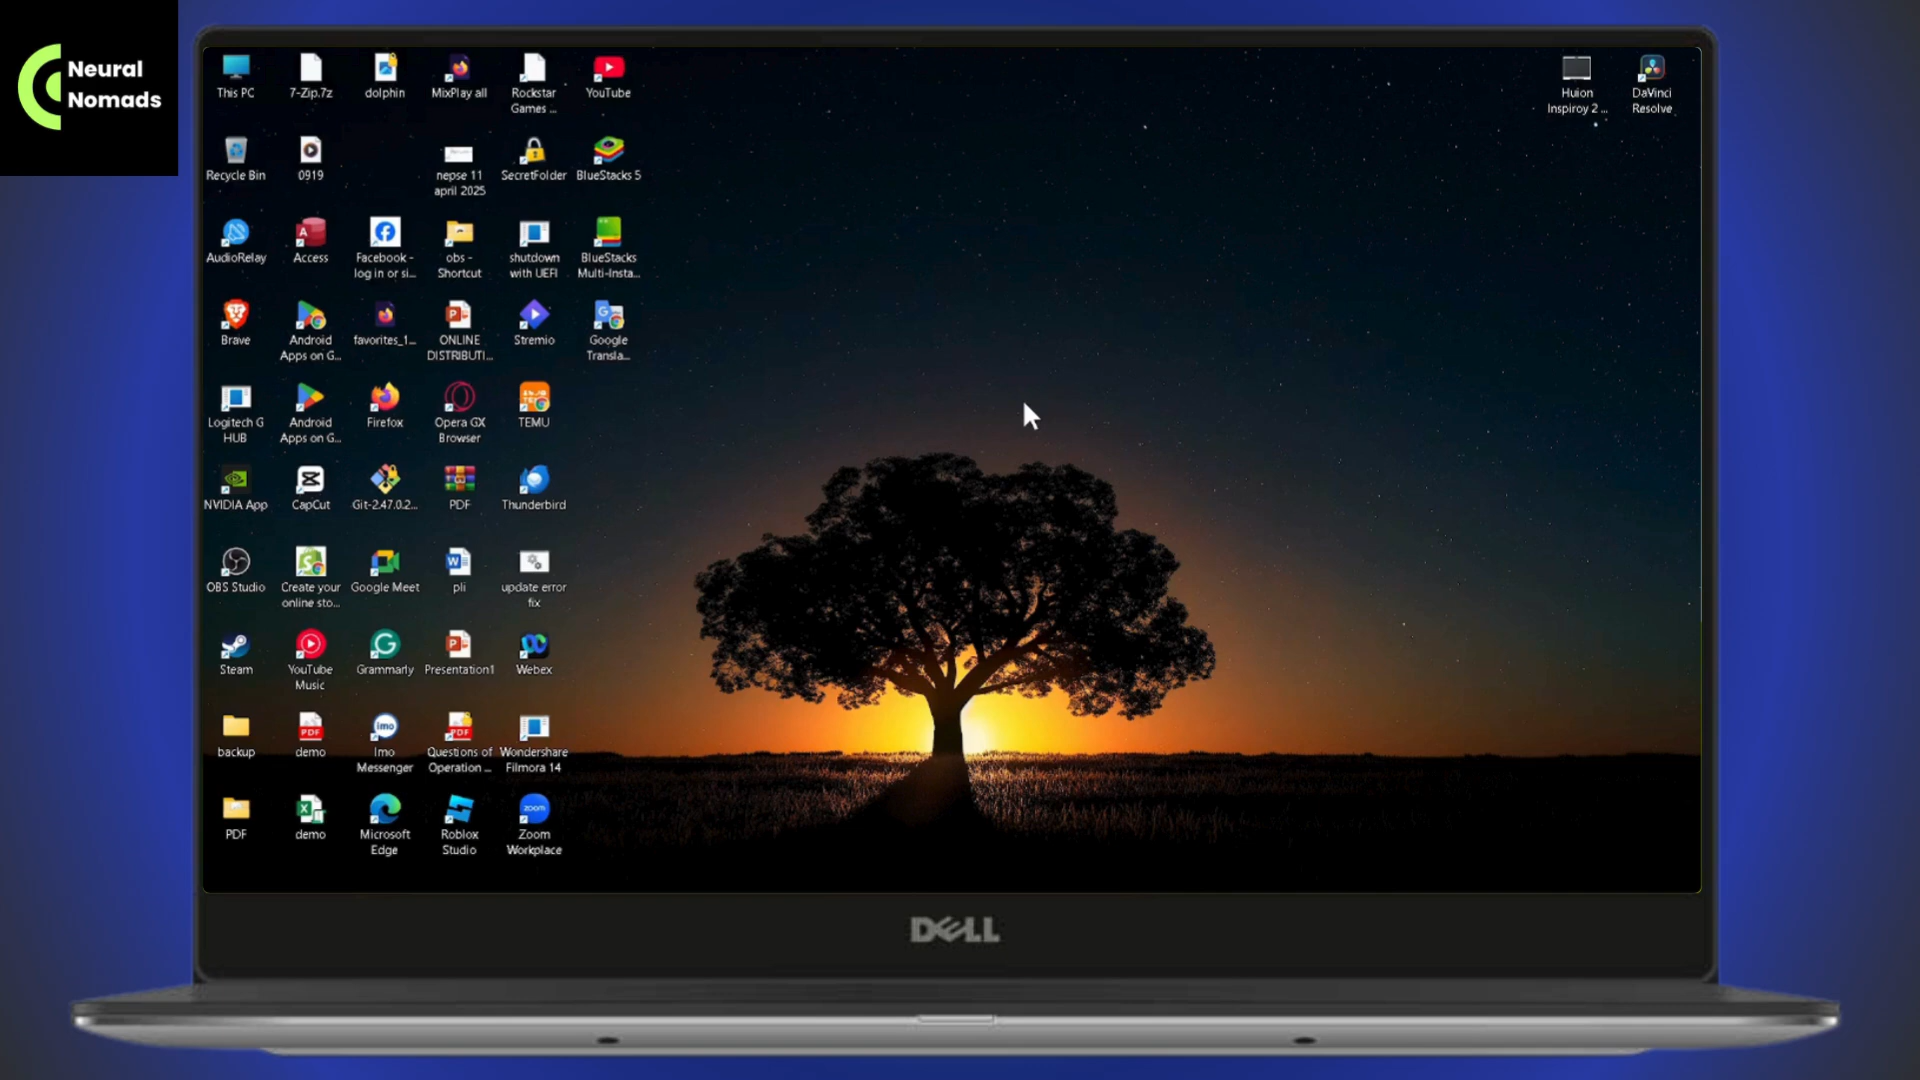 Neural
Nomads
This PC
7-Zip.7z
dolphin
MixPlay all
Rockstar
Games ...
YouTube
Huion
Inspiroy 2 ...
DaVinci
Resolve
Recycle Bin
0919
nepse 11
april 2025
SecretFolder
BlueStacks 5
AudioRelay
Access
Facebook -
log in or si...
obs -
Shortcut
shutdown
with UEFI
BlueStacks
Multi-Insta...
Brave
Android
Apps on G...
favorites_1...
ONLINE
DISTRIBUTI...
Stremio
Google
Transla...
Logitech G
HUB
Android
Apps on G...
Firefox
Opera GX
Browser
TEMU
NVIDIA App
CapCut
Git-2.47.0.2...
PDF
Thunderbird
OBS Studio
Create your
online sto...
Google Meet
pli
update error
fix
Steam
YouTube
Music
Grammarly
Presentation1
Webex
backup
demo
Imo
Messenger
Questions of
Operation ...
Wondershare
Filmora 14
PDF
demo
Microsoft
Edge
Roblox
Studio
Zoom
Workplace
DELL